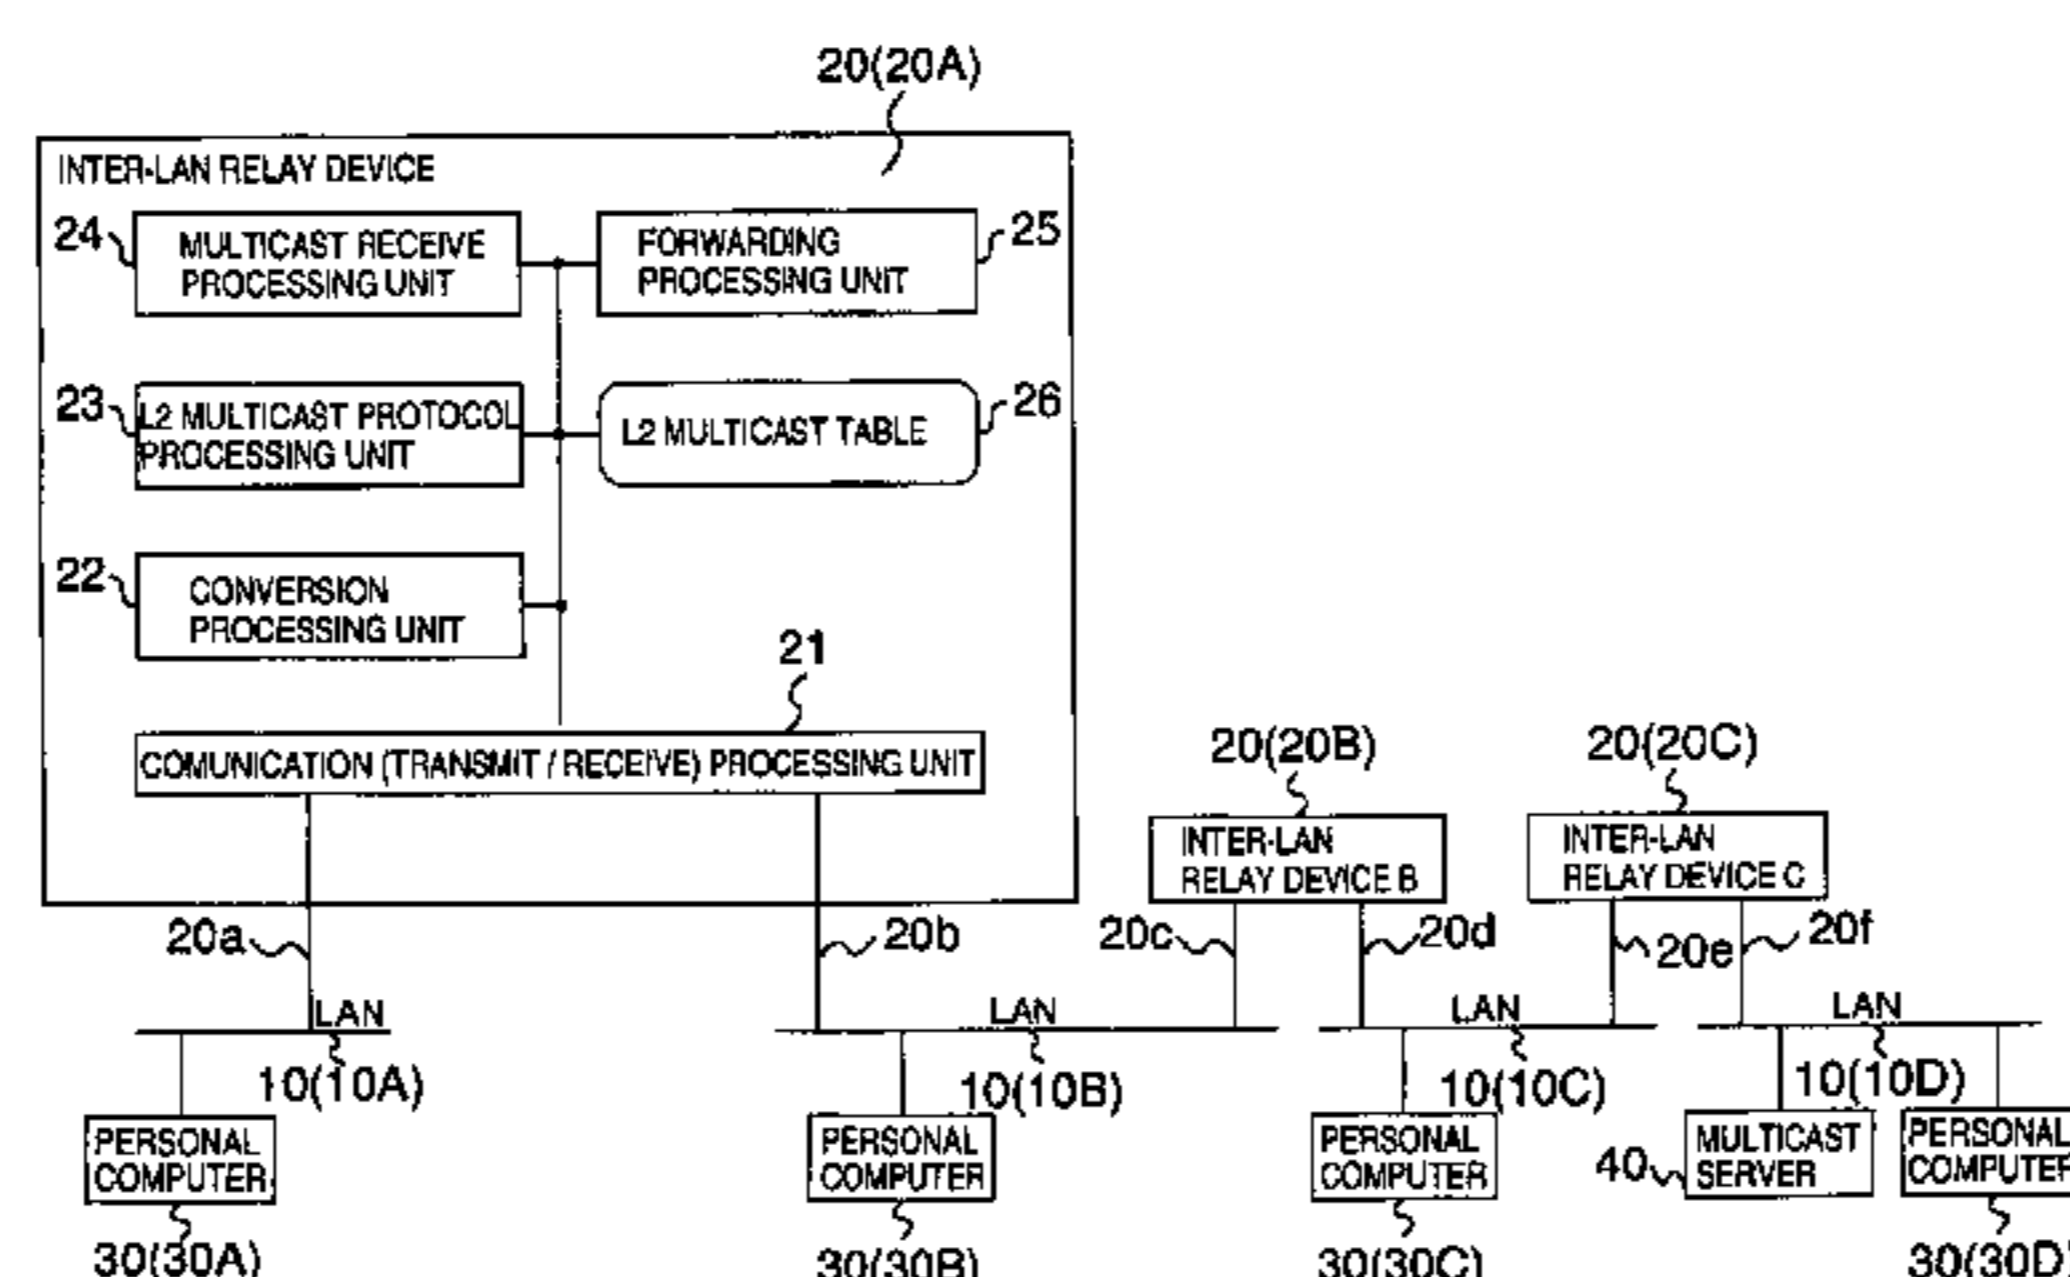 20(20A)
INTER-LAN RELAY DEVICE
24
MULTICAST RECEIVE
PROCESSING UNIT
FORWARDING
PROCESSING UNIT
25
23
L2 MULTICAST PROTOCOL
PROCESSING UNIT
L2 MULTICAST TABLE
26
22
CONVERSION
PROCESSING UNIT
21
COMUNICATION (TRANSMIT / RECEIVE) PROCESSING UNIT
20(20B)
INTER-LAN
RELAY DEVICE B
20(20C)
INTER-LAN
RELAY DEVICE C
20a
20b
20c
20d
20e
20f
LAN
10(10A)
LAN
10(10B)
LAN
10(10C)
LAN
10(10D)
PERSONAL
COMPUTER
30(30A)
PERSONAL
COMPUTER
30(30B)
PERSONAL
COMPUTER
30(30C)
40
MULTICAST
SERVER
PERSONAL
COMPUTER
30(30D)